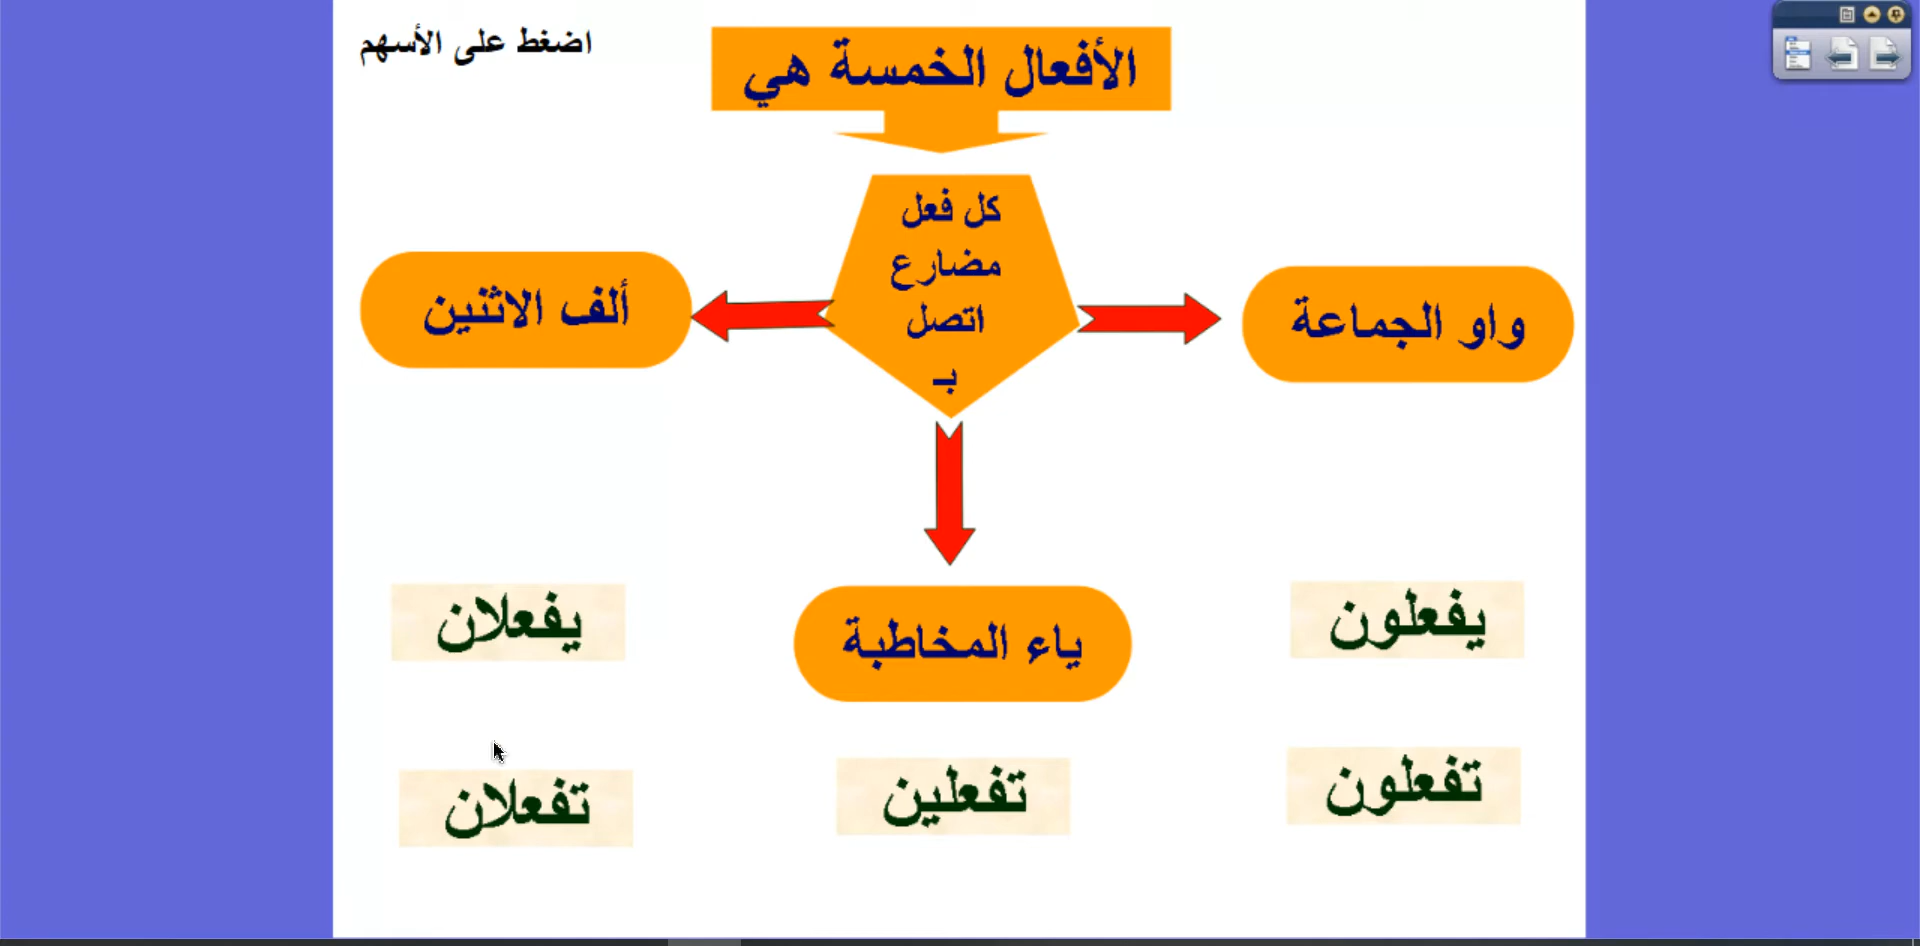 اضغط على الأسهم
الأفعال الخمسة هي
كل فعل
مضارع
اتصل
بـ
واو الجماعة
ألف الاثنين
ياء المخاطبة
يفعلون
تفعلون
تفعلين
يفعلان
تفعلان